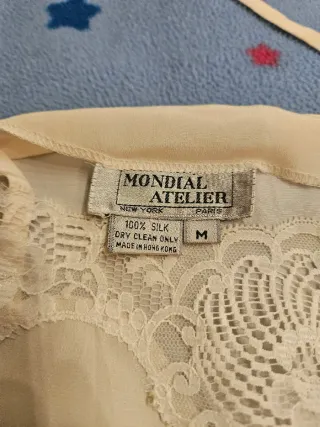 MONDIAL
ATELIER
NEW YORK PARIS
100% SILK
DRY CLEAN ONLY
MADE IN HONG KONG
M